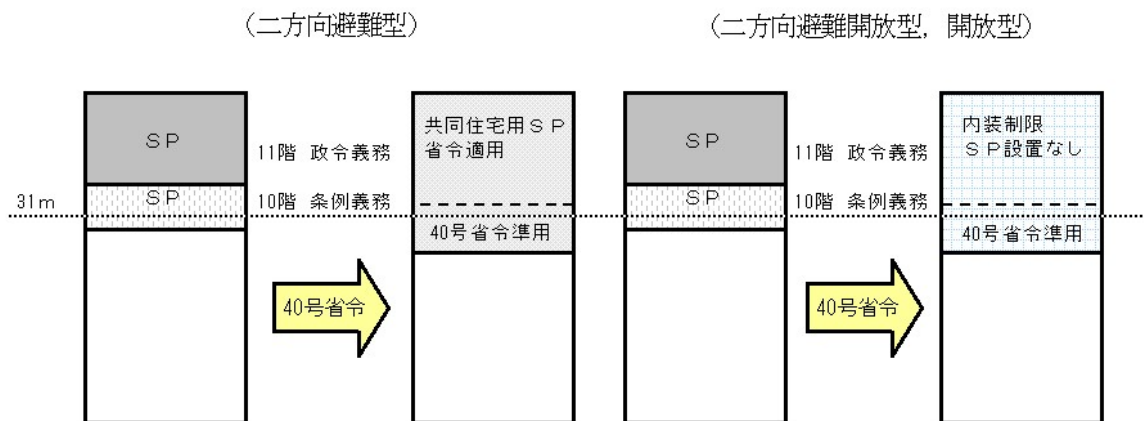 （二方向避難型）
（二方向避難開放型，開放型）
ＳＰ
11階 政令義務
ＳＰ
10階 条例義務
31ｍ
共同住宅用ＳＰ
省令適用
40号省令準用
40号省令
ＳＰ
11階 政令義務
ＳＰ
10階 条例義務
内装制限
ＳＰ設置なし
40号省令準用
40号省令